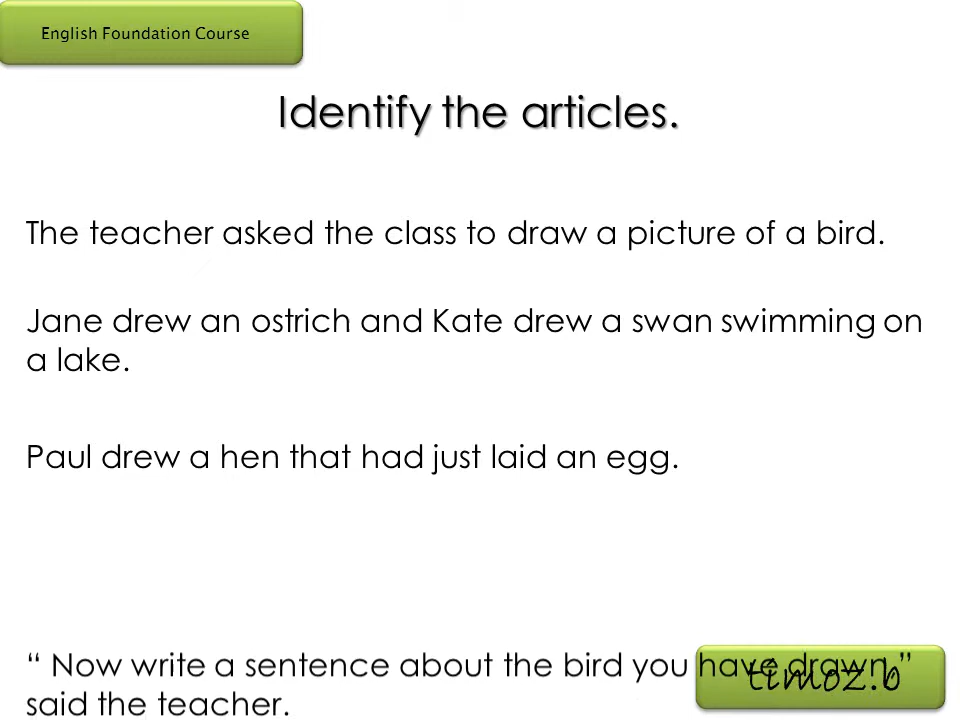 English Foundation Course
Identify the articles.
The teacher asked the class to draw a picture of a bird.
Jane drew an ostrich and Kate drew a swan swimming on
a lake.
Paul drew a hen that had just laid an egg.
“ Now write a sentence about the bird you have drawn,”
said the teacher.
timoz.b